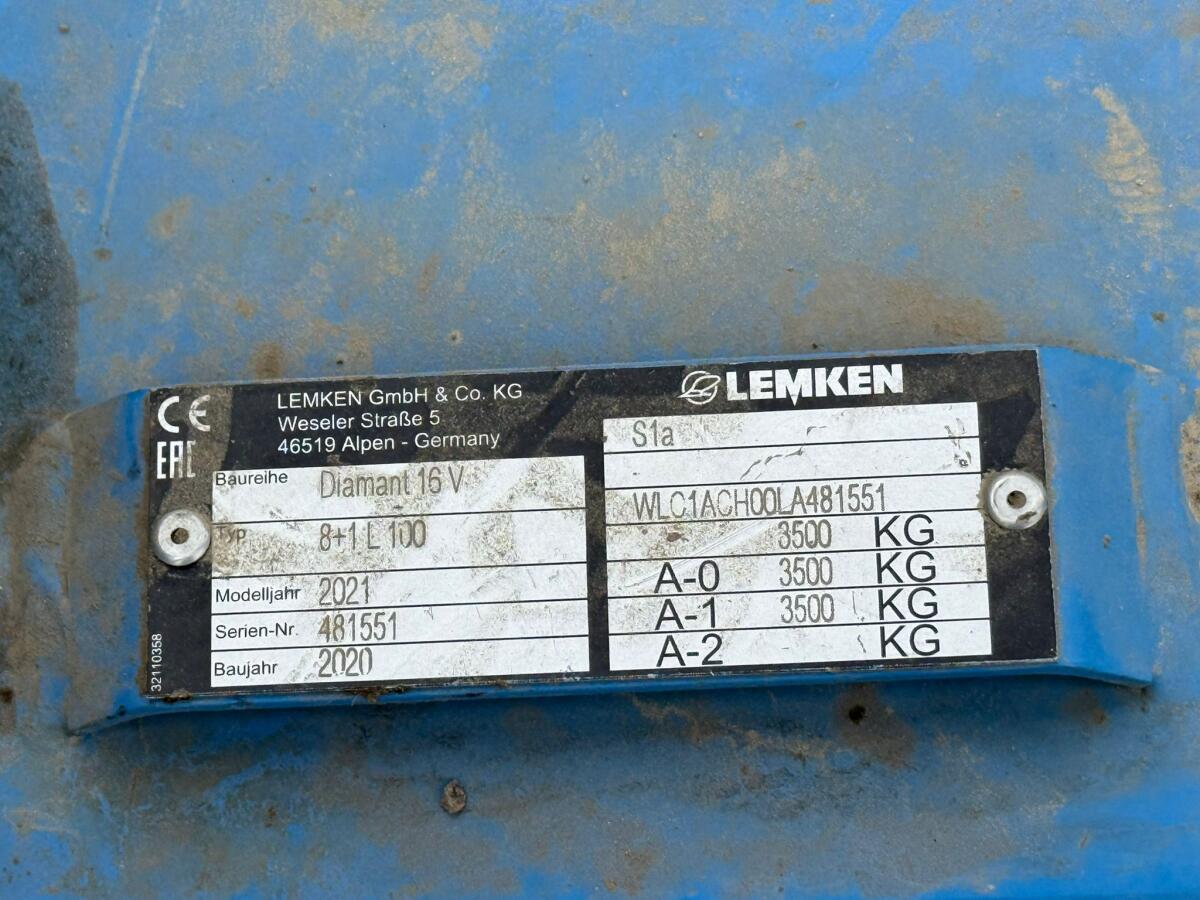 CE
EAC
LEMKEN GmbH & Co. KG
Weseler Straße 5
46519 Alpen - Germany
Baureihe Diamant 16 V
Typ 8+1 L 100
Modelljahr 2021
Serien-Nr. 481551
Baujahr 2020
32110358
LEMKEN
S1a
WLC1ACH00LA481551
3500 KG
A-0 3500 KG
A-1 3500 KG
A-2 KG